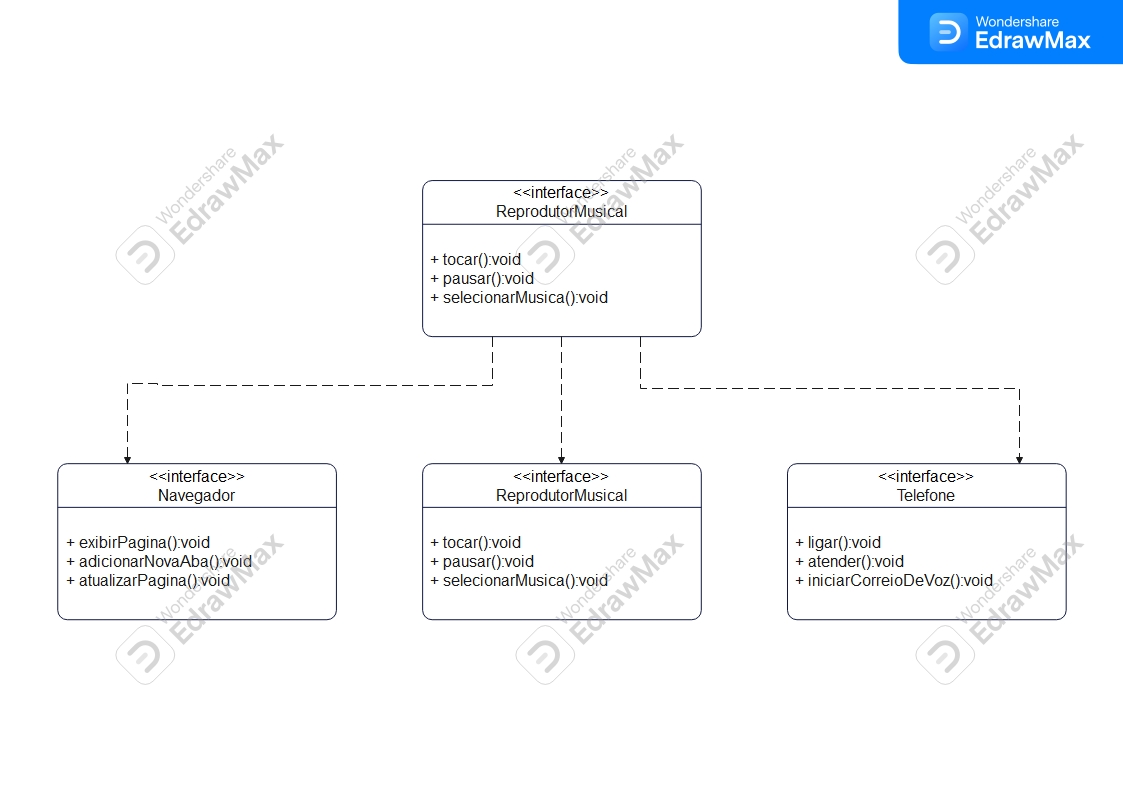 Wondershare
EdrawMax
Wondershare
EdrawMax
Wondershare
EdrawMax
Wondershare
EdrawMax
<<interface>>
ReprodutorMusical
+ tocar():void
+ pausar():void
+ selecionarMusica():void
<<interface>>
Navegador
+ exibirPagina():void
+ adicionarNovaAba():void
+ atualizarPagina():void
<<interface>>
ReprodutorMusical
+ tocar():void
+ pausar():void
+ selecionarMusica():void
<<interface>>
Telefone
+ ligar():void
+ atender():void
+ iniciarCorreioDeVoz():void
Wondershare
EdrawMax
Wondershare
EdrawMax
Wondershare
EdrawMax